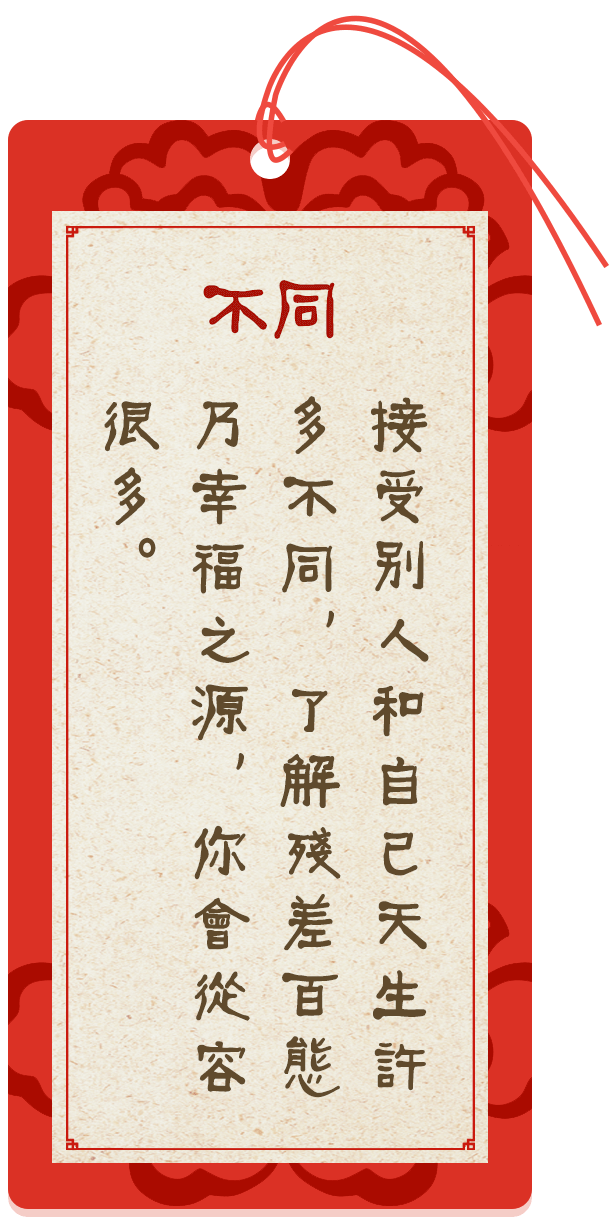 不同
接受別人和自己天生許
多不同，了解殘差百態
乃幸福之源，你會從容
很多。